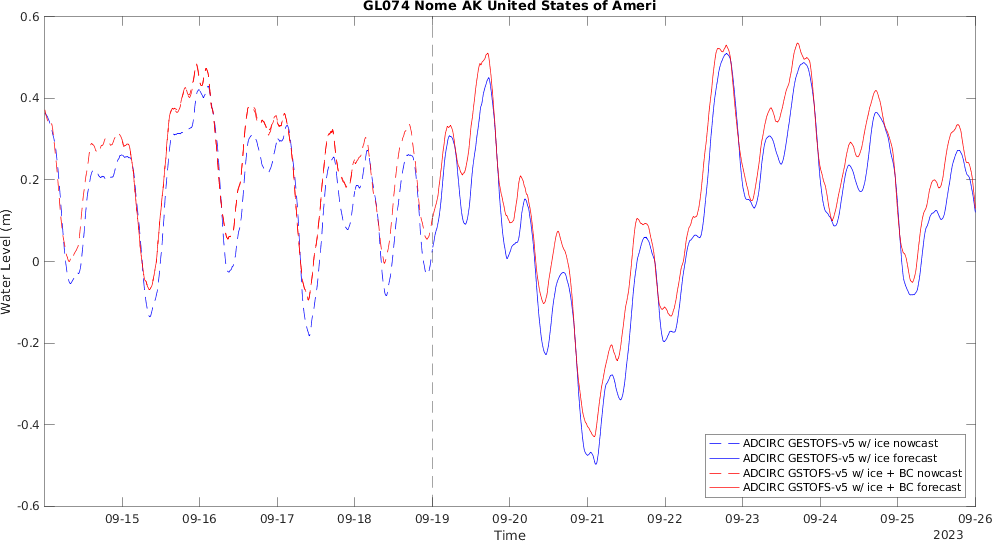 GL074 Nome AK United States of Ameri
0.6
0.4
0.2
0
-0.2
-0.4
-0.6
Water Level (m)
ADCIRC GESTOFS-v5 w/ ice nowcast
ADCIRC GESTOFS-v5 w/ ice forecast
ADCIRC GSTOFS-v5 w/ ice + BC nowcast
ADCIRC GSTOFS-v5 w/ ice + BC forecast
09-15 09-16 09-17 09-18 09-19 09-20 09-21 09-22 09-23 09-24 09-25 09-26
Time
2023